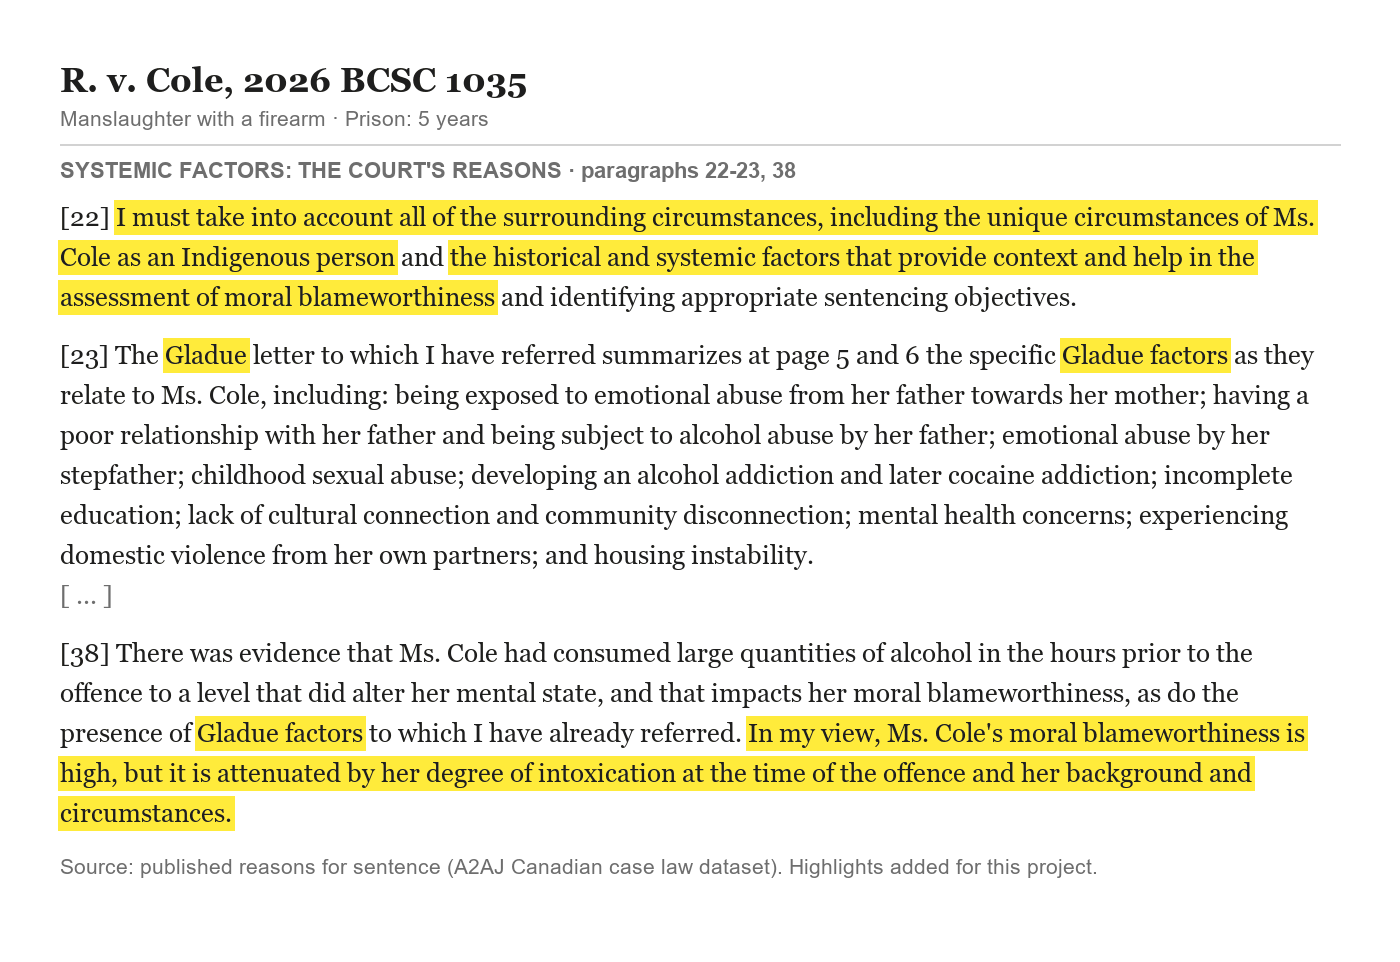 R. v. Cole, 2026 BCSC 1035
Manslaughter with a firearm · Prison: 5 years
SYSTEMIC FACTORS: THE COURT'S REASONS · paragraphs 22-23, 38
[22] I must take into account all of the surrounding circumstances, including the unique circumstances of Ms.
Cole as an Indigenous person and the historical and systemic factors that provide context and help in the
assessment of moral blameworthiness and identifying appropriate sentencing objectives.
[23] The Gladue letter to which I have referred summarizes at page 5 and 6 the specific Gladue factors as they
relate to Ms. Cole, including: being exposed to emotional abuse from her father towards her mother; having a
poor relationship with her father and being subject to alcohol abuse by her father; emotional abuse by her
stepfather; childhood sexual abuse; developing an alcohol addiction and later cocaine addiction; incomplete
education; lack of cultural connection and community disconnection; mental health concerns; experiencing
domestic violence from her own partners; and housing instability.
[ ... ]
[38] There was evidence that Ms. Cole had consumed large quantities of alcohol in the hours prior to the
offence to a level that did alter her mental state, and that impacts her moral blameworthiness, as do the
presence of Gladue factors to which I have already referred. In my view, Ms. Cole's moral blameworthiness is
high, but it is attenuated by her degree of intoxication at the time of the offence and her background and
circumstances.
Source: published reasons for sentence (A2AJ Canadian case law dataset). Highlights added for this project.